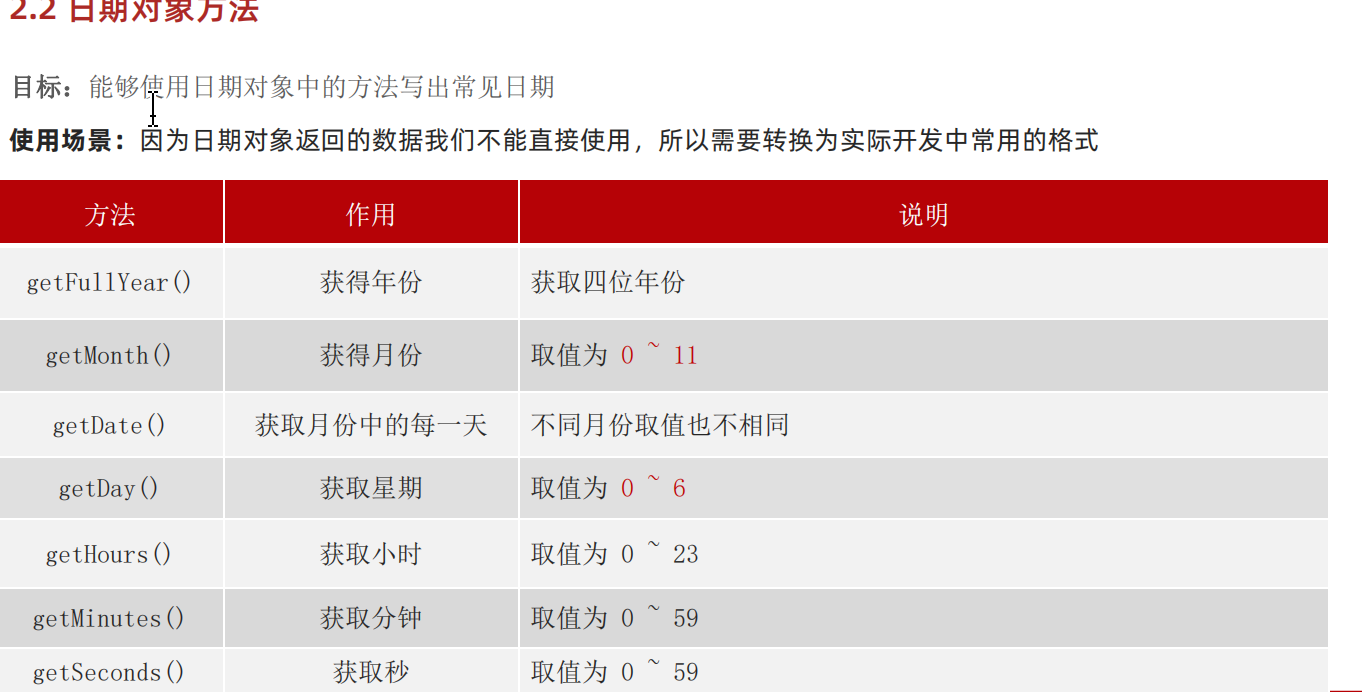 2.2 日期对象方法
目标：能够使用日期对象中的方法写出常见日期
使用场景：因为日期对象返回的数据我们不能直接使用，所以需要转换为实际开发中常用的格式
方法 作用 说明
getFullYear() 获得年份 获取四位年份
getMonth() 获得月份 取值为 0 ~ 11
getDate() 获取月份中的每一天 不同月份取值也不相同
getDay() 获取星期 取值为 0 ~ 6
getHours() 获取小时 取值为 0 ~ 23
getMinutes() 获取分钟 取值为 0 ~ 59
getSeconds() 获取秒 取值为 0 ~ 59